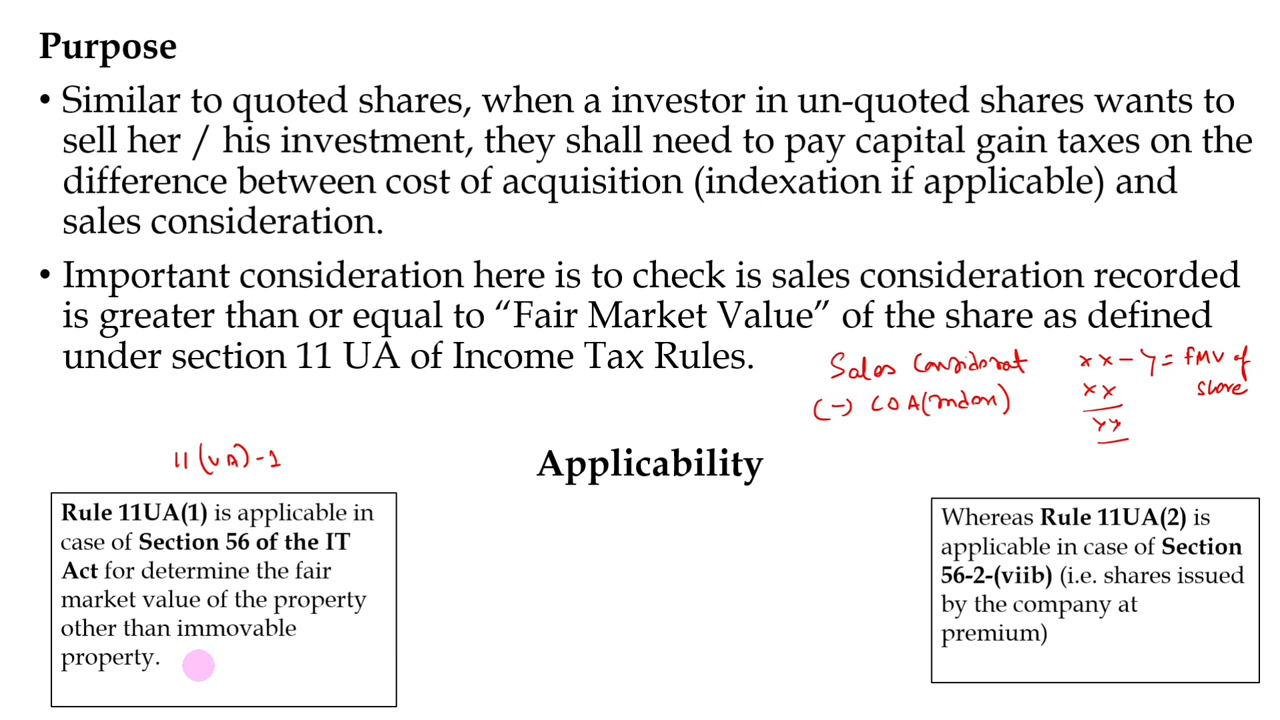 Purpose
• Similar to quoted shares, when a investor in un-quoted shares wants to
sell her / his investment, they shall need to pay capital gain taxes on the
difference between cost of acquisition (indexation if applicable) and
sales consideration.
• Important consideration here is to check is sales consideration recorded
is greater than or equal to “Fair Market Value” of the share as defined
under section 11 UA of Income Tax Rules.
Sales Considerat xx - y = FMV of
share
(-) COA(Indon) xx
yy
11(UA)-1
Applicability
Rule 11UA(1) is applicable in
case of Section 56 of the IT
Act for determine the fair
market value of the property
other than immovable
property.
Whereas Rule 11UA(2) is
applicable in case of Section
56-2-(viib) (i.e. shares issued
by the company at
premium)